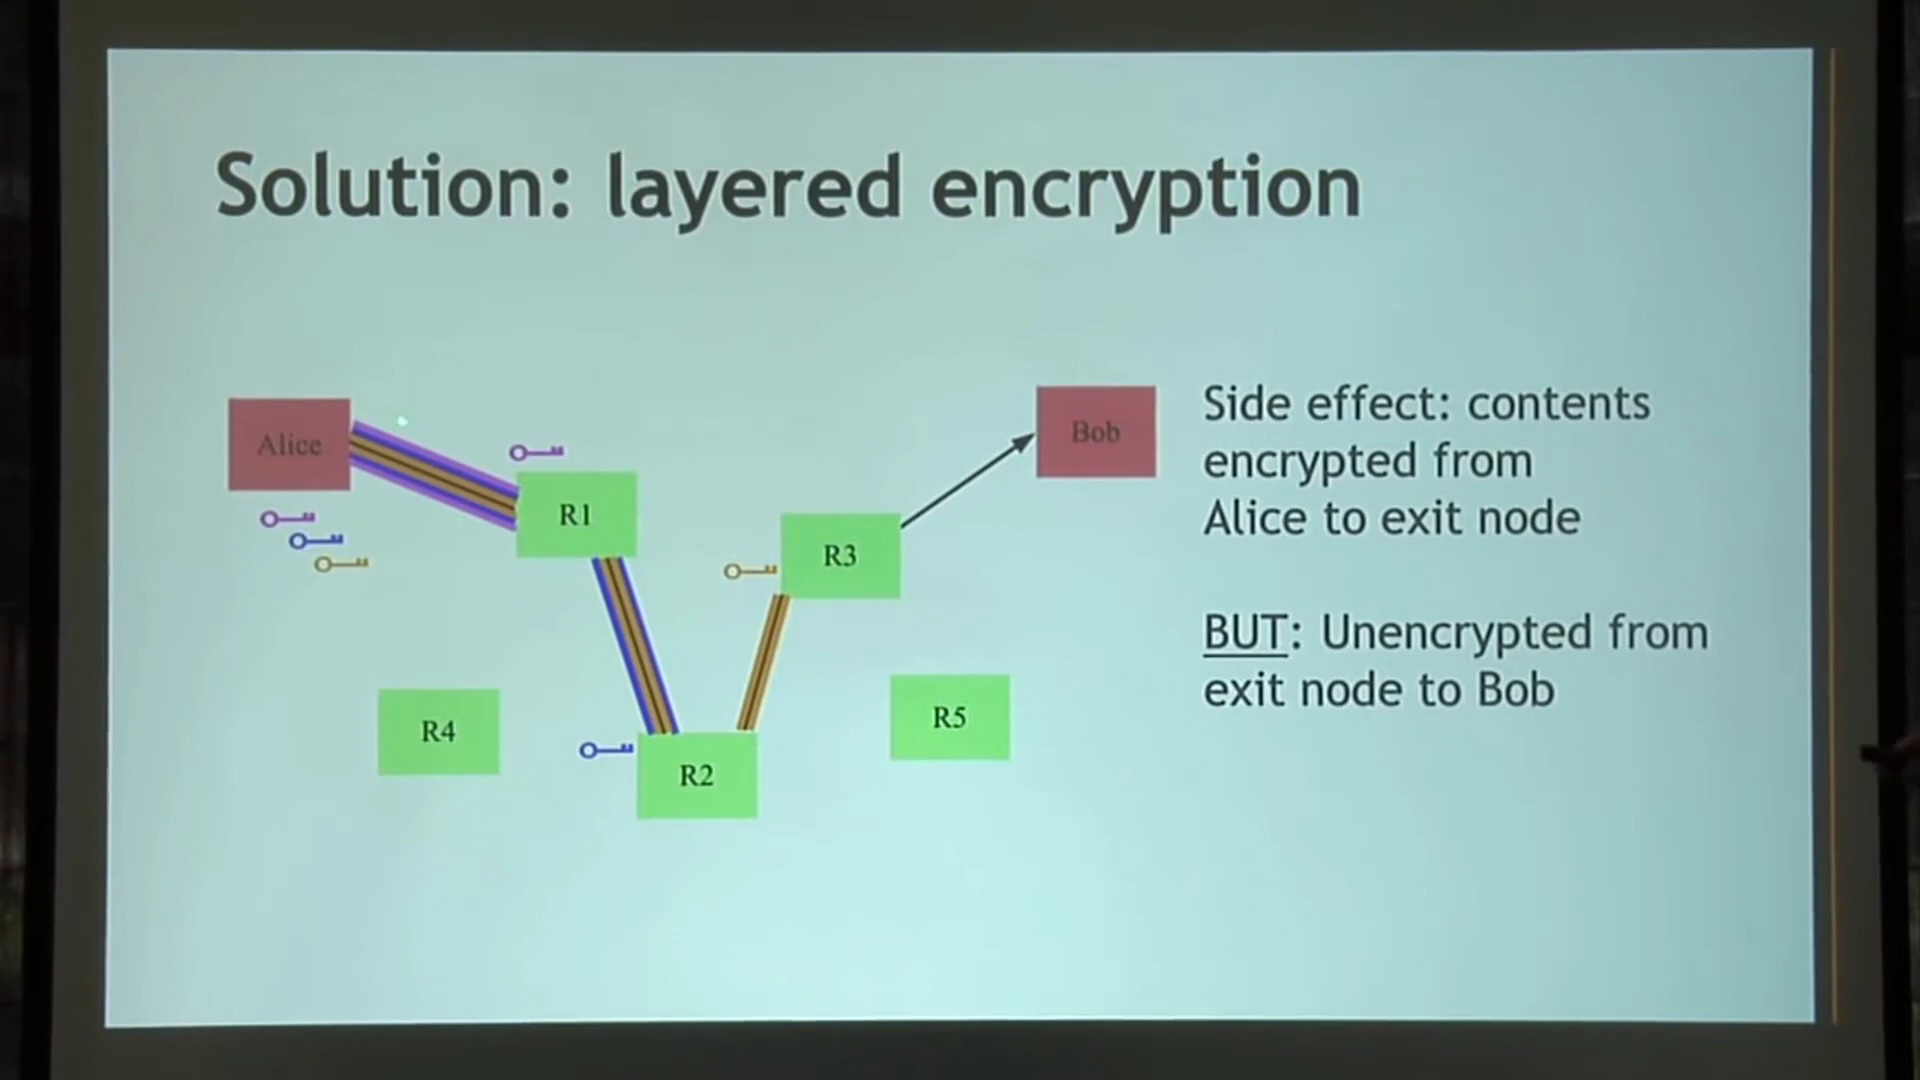 Solution: layered encryption
Alice
R1
R2
R3
R4
R5
Bob
Side effect: contents
encrypted from
Alice to exit node
BUT: Unencrypted from
exit node to Bob